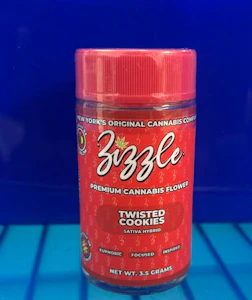 NEW YORK'S ORIGINAL CANNABIS
Zizzle
PREMIUM CANNABIS FLOWER
TWISTED
COOKIES
SATIVA HYBRID
EUPHORIC FOCUSED INSPIRED
NET WT. 3.5 GRAMS